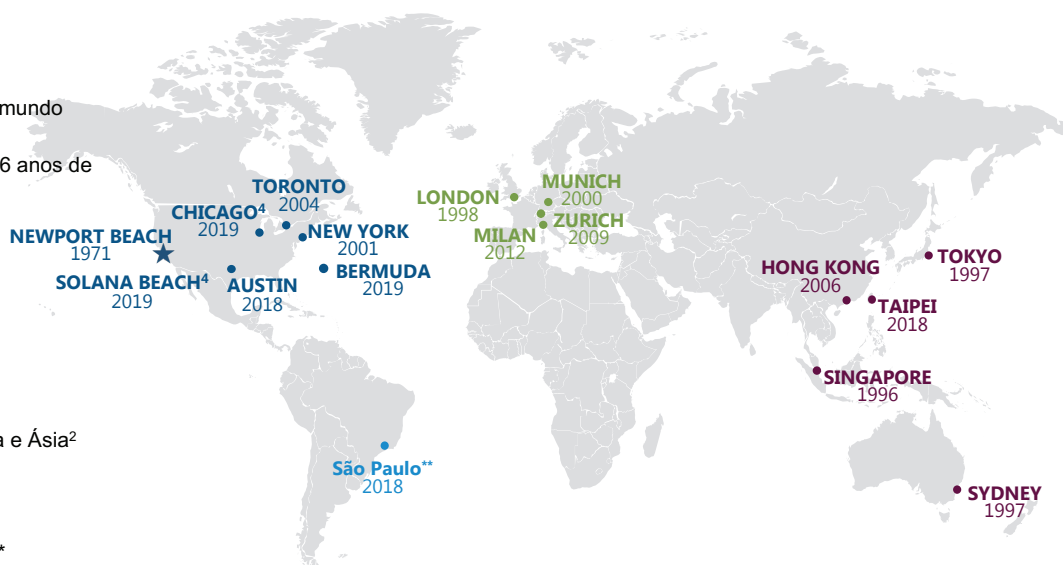 mundo
6 anos de
a e Ásia²
*
TORONTO
2004
CHICAGO⁴
2019
NEWPORT BEACH
1971
NEW YORK
2001
SOLANA BEACH⁴
2019
AUSTIN
2018
BERMUDA
2019
São Paulo**
2018
LONDON
1998
MUNICH
2000
ZURICH
2009
MILAN
2012
TOKYO
1997
HONG KONG
2006
TAIPEI
2018
SINGAPORE
1996
SYDNEY
1997